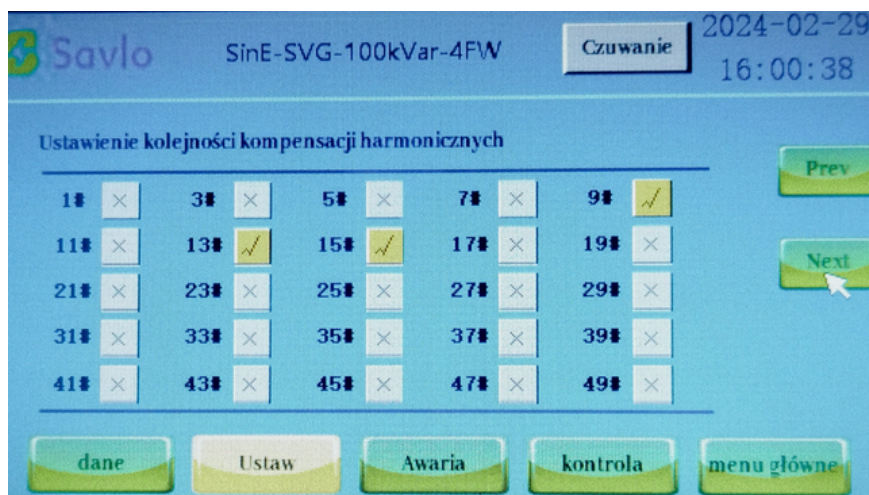 Savlo SinE-SVG-100kVar-4FW Czuwanie 2024-02-29
16:00:38
Ustawienie kolejności kompensacji harmonicznych
Prev
1# 3# 5# 7# 9#
11# 13# 15# 17# 19#
Next
21# 23# 25# 27# 29#
31# 33# 35# 37# 39#
41# 43# 45# 47# 49#
dane Ustaw Awaria kontrola menu główne